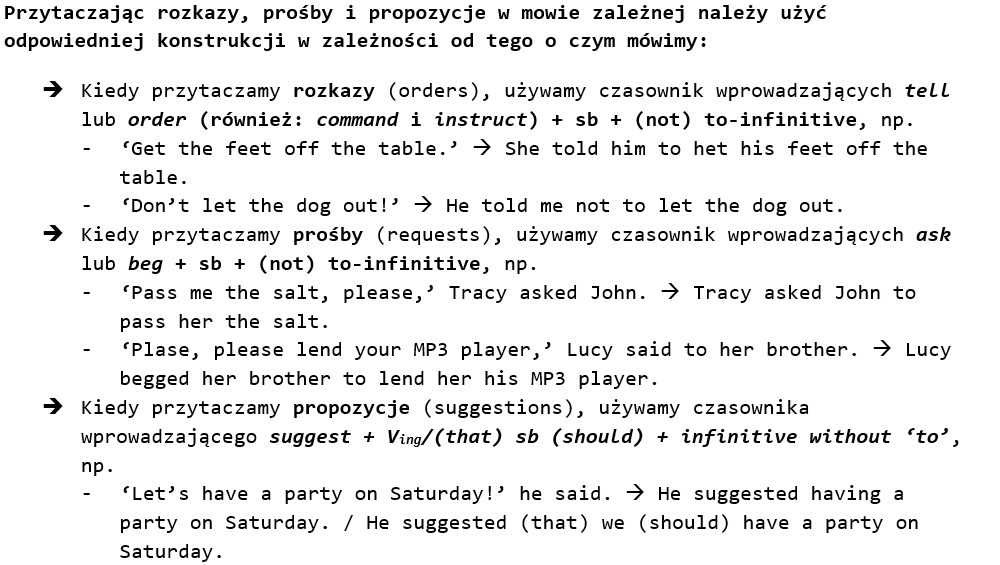 Przytaczając rozkazy, prośby i propozycje w mowie zależnej należy użyć
odpowiedniej konstrukcji w zależności od tego o czym mówimy:
➔ Kiedy przytaczamy rozkazy (orders), używamy czasownik wprowadzających tell
lub order (również: command i instruct) + sb + (not) to-infinitive, np.
- ‘Get the feet off the table.’ → She told him to het his feet off the
table.
- ‘Don’t let the dog out!’ → He told me not to let the dog out.
➔ Kiedy przytaczamy prośby (requests), używamy czasownik wprowadzających ask
lub beg + sb + (not) to-infinitive, np.
- ‘Pass me the salt, please,’ Tracy asked John. → Tracy asked John to
pass her the salt.
- ‘Plase, please lend your MP3 player,’ Lucy said to her brother. → Lucy
begged her brother to lend her his MP3 player.
➔ Kiedy przytaczamy propozycje (suggestions), używamy czasownika
wprowadzającego suggest + Ving/(that) sb (should) + infinitive without ‘to’,
np.
- ‘Let’s have a party on Saturday!’ he said. → He suggested having a
party on Saturday. / He suggested (that) we (should) have a party on
Saturday.